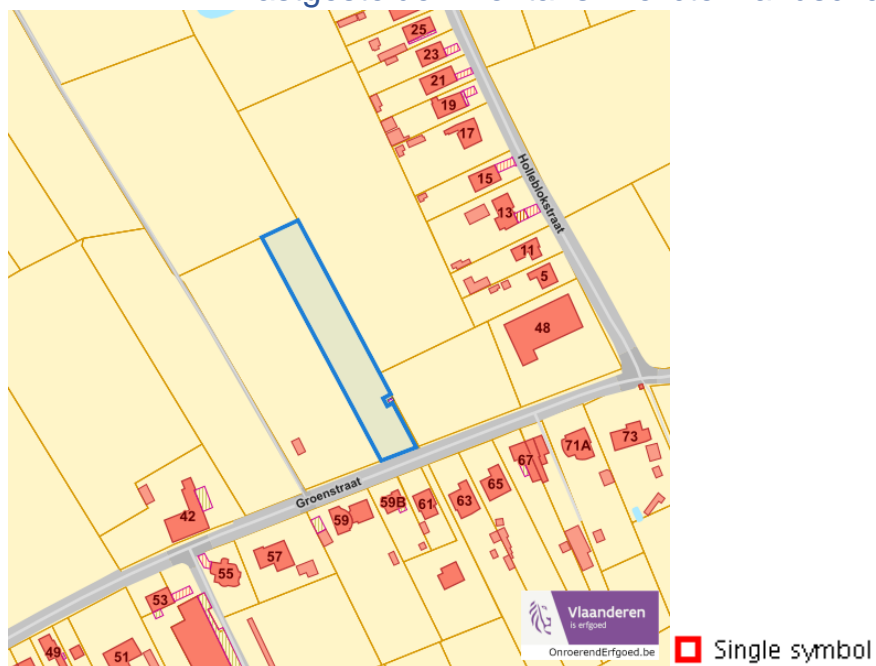 25
23
21
19
17
Holleblokstraat
15
13
11
5
48
73
71A
67
65
63
61
59B
Groenstraat
59
42
57
55
53
49
51
Vlaanderen
is erfgoed
OnroerendErfgoed.be
Single symbol